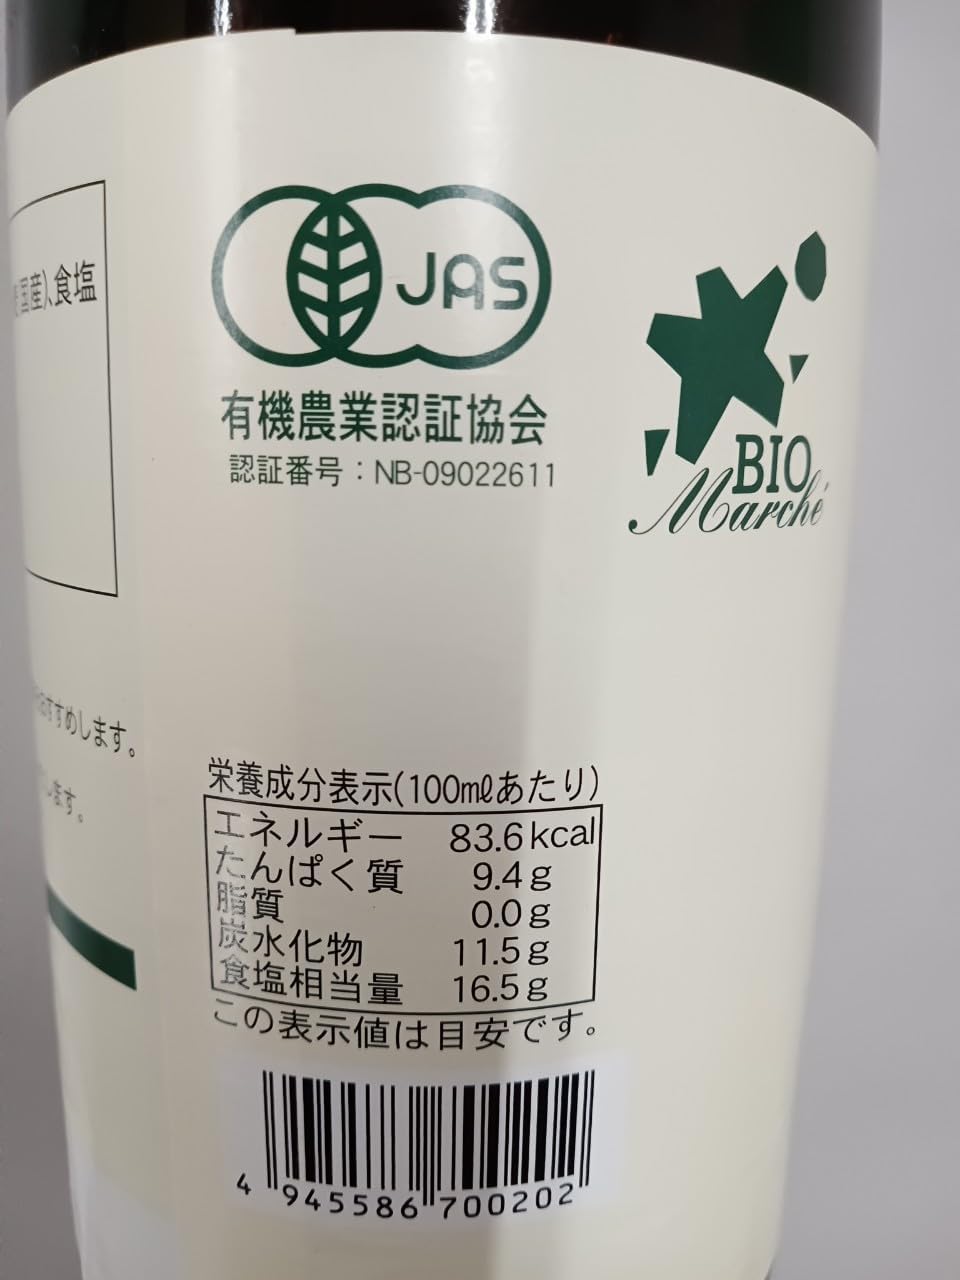 国産)、食塩
JAS
有機農業認証協会
認証番号：NB-09022611
BIO
Marché
すすめします。
します。
栄養成分表示(100mℓあたり)
エネルギー 83.6kcal
たんぱく質 9.4g
脂質 0.0g
炭水化物 11.5g
食塩相当量 16.5g
この表示値は目安です。
4 945586 700202